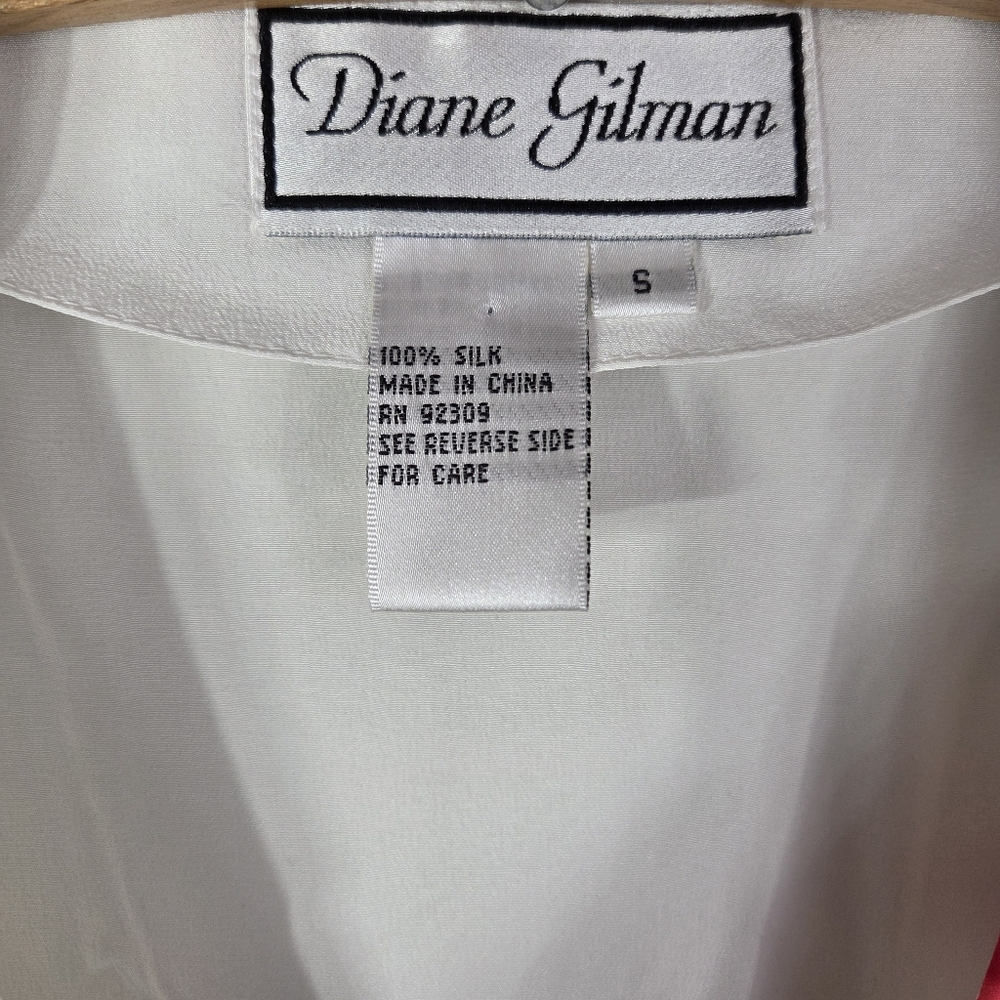 Diane Gilman
S
100% SILK
MADE IN CHINA
RN 92309
SEE REVERSE SIDE
FOR CARE